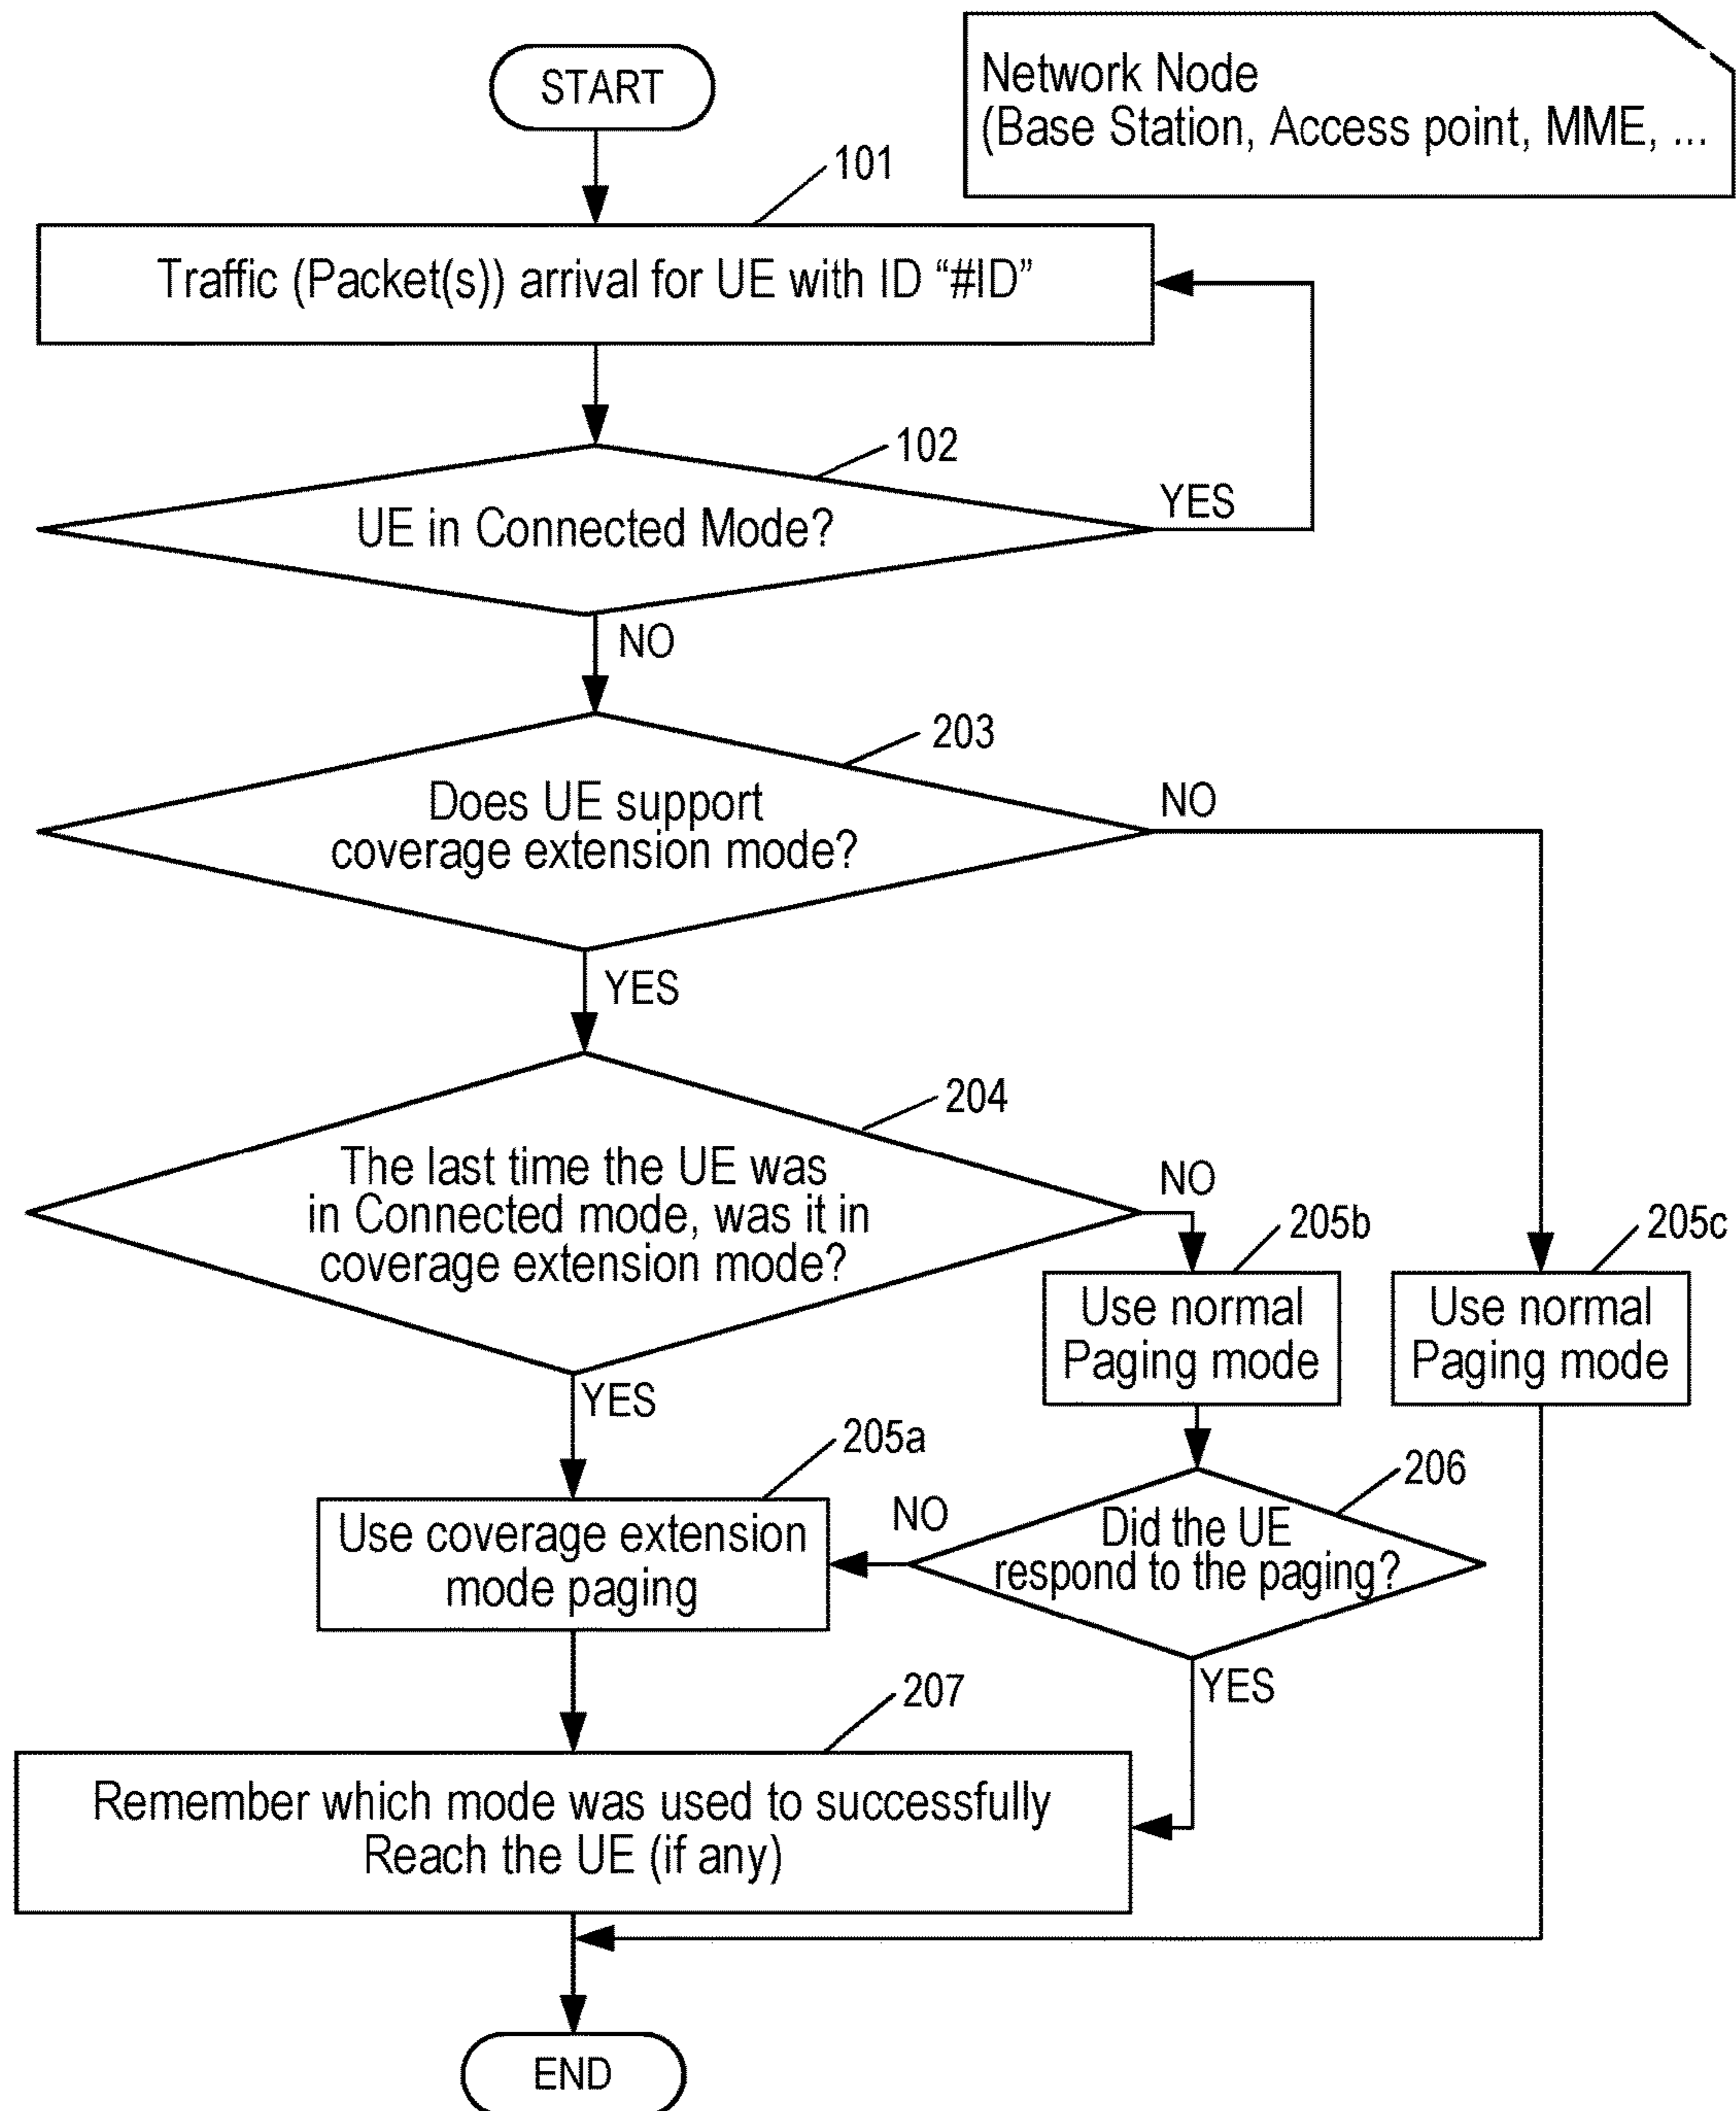 START
Network Node
(Base Station, Access point, MME, ...
101
Traffic (Packet(s)) arrival for UE with ID “#ID”
102
UE in Connected Mode?
YES
NO
203
Does UE support
coverage extension mode?
NO
YES
204
The last time the UE was
in Connected mode, was it in
coverage extension mode?
NO
YES
205b
Use normal
Paging mode
205c
Use normal
Paging mode
205a
Use coverage extension
mode paging
206
Did the UE
respond to the paging?
NO
YES
207
Remember which mode was used to successfully
Reach the UE (if any)
END